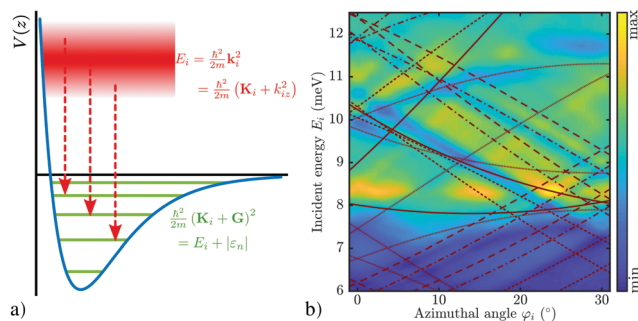 V(z)
E_i = ħ²/2m k_i²
= ħ²/2m (K_i + k_iz²)
ħ²/2m (K_i + G)²
= E_i + |ε_n|
a)
12
11
10
9
8
7
6
Incident energy E_i (meV)
0
10
20
30
Azimuthal angle φ_i (°)
b)
max
min